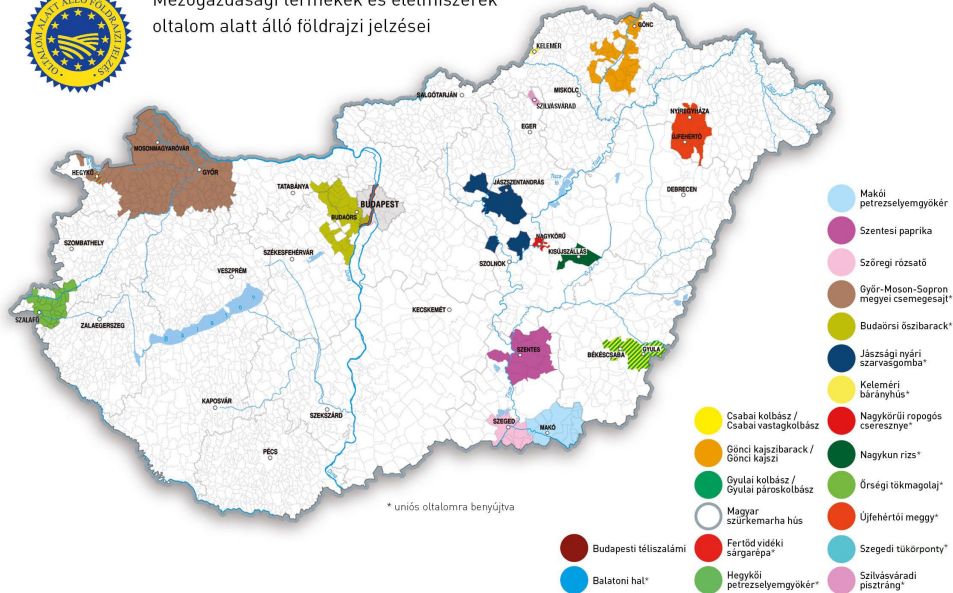 OLTALOM ALATT ÁLLÓ FÖLDRAJZI JELZÉS
Mezőgazdasági termékek és élelmiszerek
oltalom alatt álló földrajzi jelzései
GÖNC
KELEMÉR
MISKOLC
SALGÓTARJÁN
SZILVÁSVÁRAD
NYÍREGYHÁZA
EGER
ÚJFEHÉRTÓ
MOSONMAGYARÓVÁR
HEGYKŐ
GYŐR
JÁSZSZENTANDRÁS
Tisza
TATABÁNYA
DEBRECEN
BUDAPEST
BUDAÖRS
NAGYKÖRŰ
SZOMBATHELY
SZÉKESFEHÉRVÁR
KISÚJSZÁLLÁS
SZOLNOK
VESZPRÉM
SZALAFŐ
ZALAEGERSZEG
KECSKEMÉT
SZENTES
GYULA
BÉKÉSCSABA
KAPOSVÁR
SZEKSZÁRD
SZEGED
MAKÓ
PÉCS
* uniós oltalomra benyújtva
Budapesti téliszalámi
Balatoni hal*
Csabai kolbász /
Csabai vastagkolbász
Gönci kajszibarack /
Gönci kajszi
Gyulai kolbász /
Gyulai pároskolbász
Magyar
szürkemarha hús
Fertőd vidéki
sárgarépa*
Hegykői
petrezselyemgyökér*
Makói
petrezselyemgyökér
Szentesi paprika
Szőregi rózsatő
Győr-Moson-Sopron
megyei csemegesajt*
Budaörsi őszibarack*
Jászsági nyári
szarvasgomba*
Keleméri
bárányhús*
Nagykörűi ropogós
cseresznye*
Nagykun rizs*
Őrségi tökmagolaj*
Újfehértói meggy*
Szegedi tükörponty*
Szilvásváradi
pisztráng*